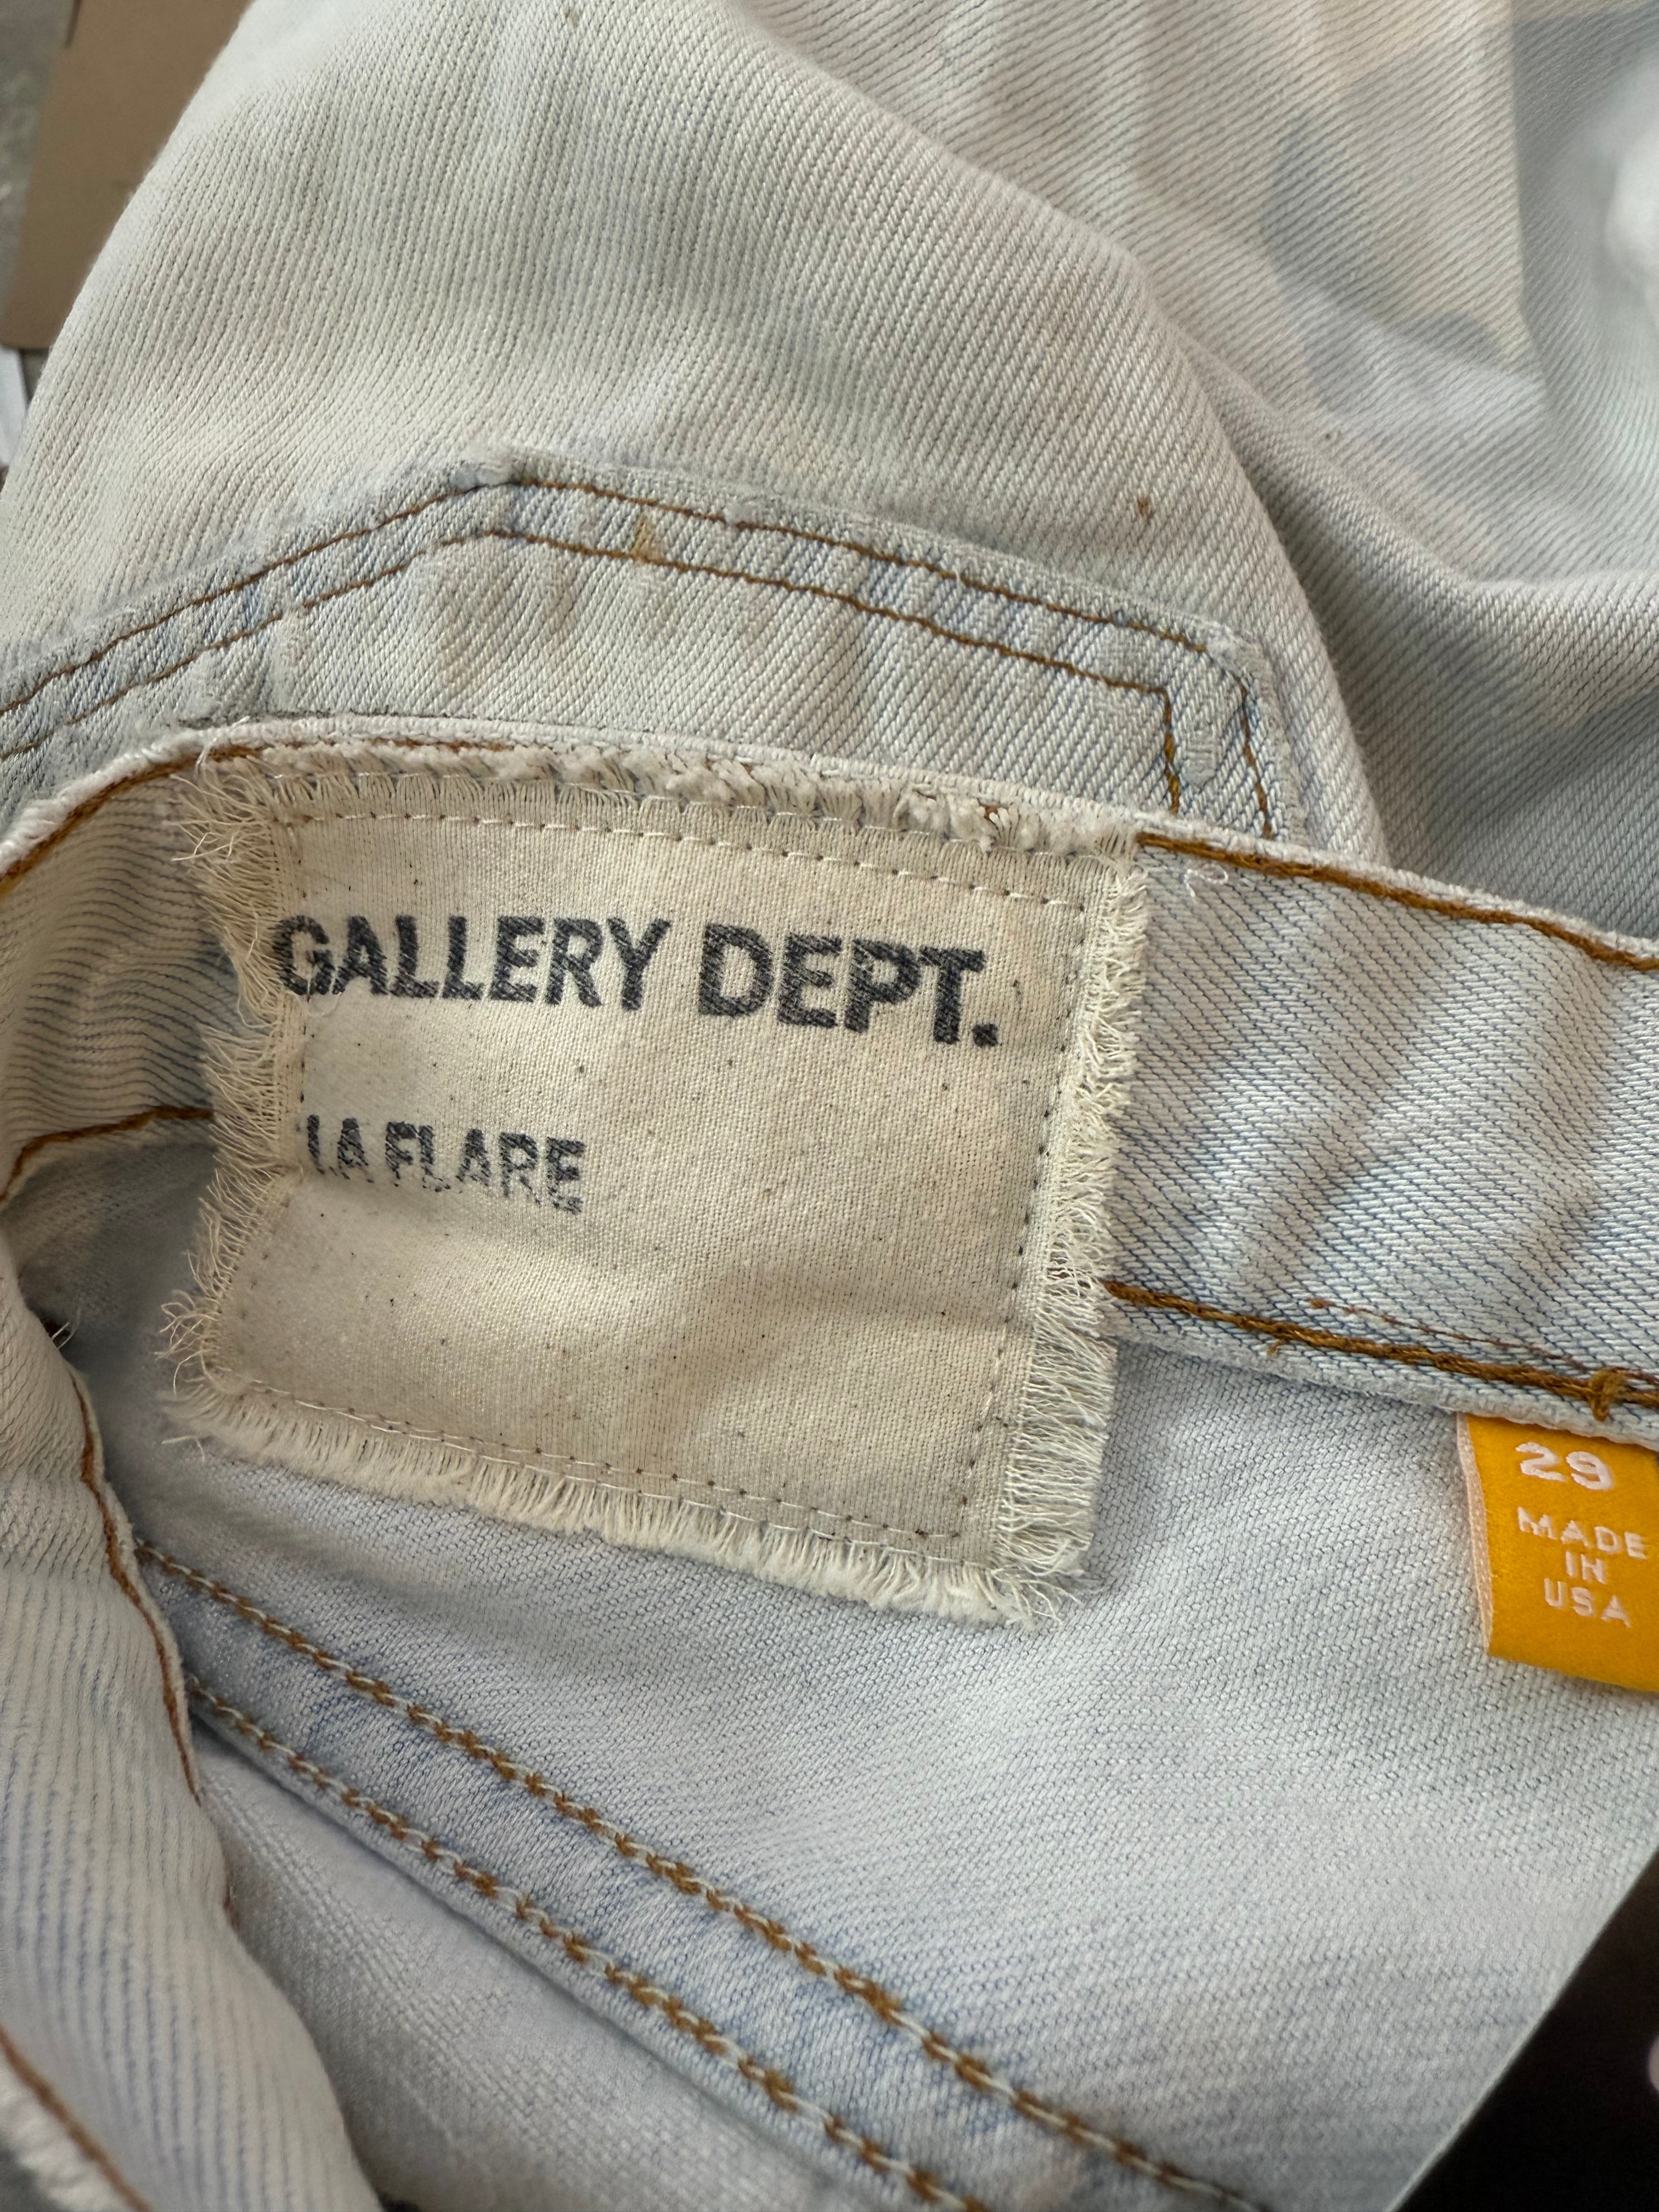 GALLERY DEPT.
LA FLARE
29
MADE
IN
USA